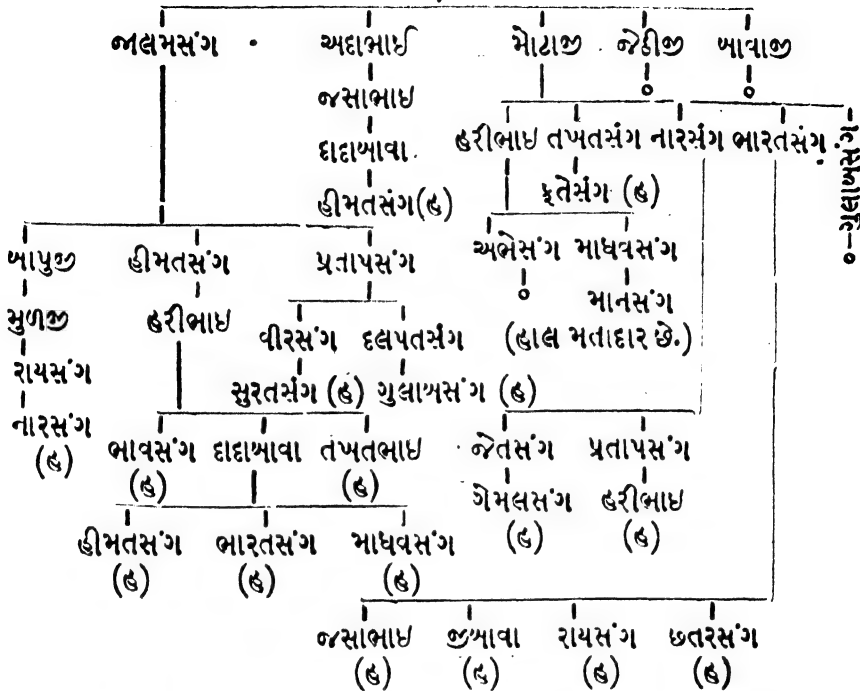 જાલમસંગ અદાભાઈ મોટાજી જેઠીજી ખાવાજી
જસાભાઇ
હરીભાઇ તખતસંગ નારસંગ ભારતસંગ ગુલાબસંગ
દાદાબાવા
હીમતસંગ(હ) ફતેસંગ (હ)
બાપુજી હીમતસંગ પ્રતાપસંગ અભેસંગ માધવસંગ
મુળજી હરીભાઇ વીરસંગ દલપતસંગ માનસંગ
(હાલ મતાદાર છે.)
રાયસંગ સુરતસંગ (હ) ગુલાબસંગ (હ)
નારસંગ
(હ)
ભાવસંગ દાદાબાવા તખતભાઇ જેતસંગ પ્રતાપસંગ
(હ) (હ)
ગેમલસંગ હરીભાઇ
(હ) (હ)
હીમતસંગ ભારતસંગ માધવસંગ
(હ) (હ) (હ)
જસાભાઇ જીબાવા રાયસંગ છતરસંગ
(હ) (હ) (હ) (હ)